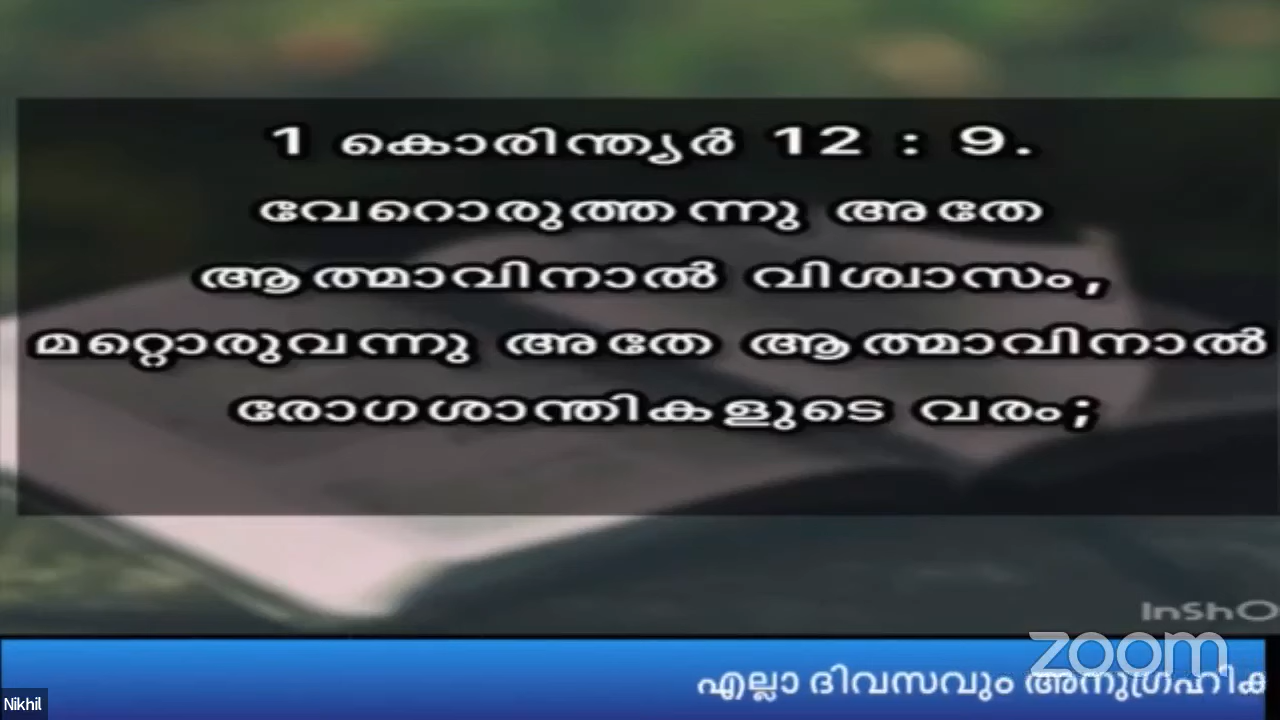 1 കൊരിന്ത്യർ 12 : 9.
വേറൊരുത്തന്നു അതേ
ആത്മാവിനാൽ വിശ്വാസം,
മറ്റൊരുവന്നു അതേ ആത്മാവിനാൽ
രോഗശാന്തികളുടെ വരം;
InShO
zoom
എല്ലാ ദിവസവും അനുഗ്രഹിക
Nikhil